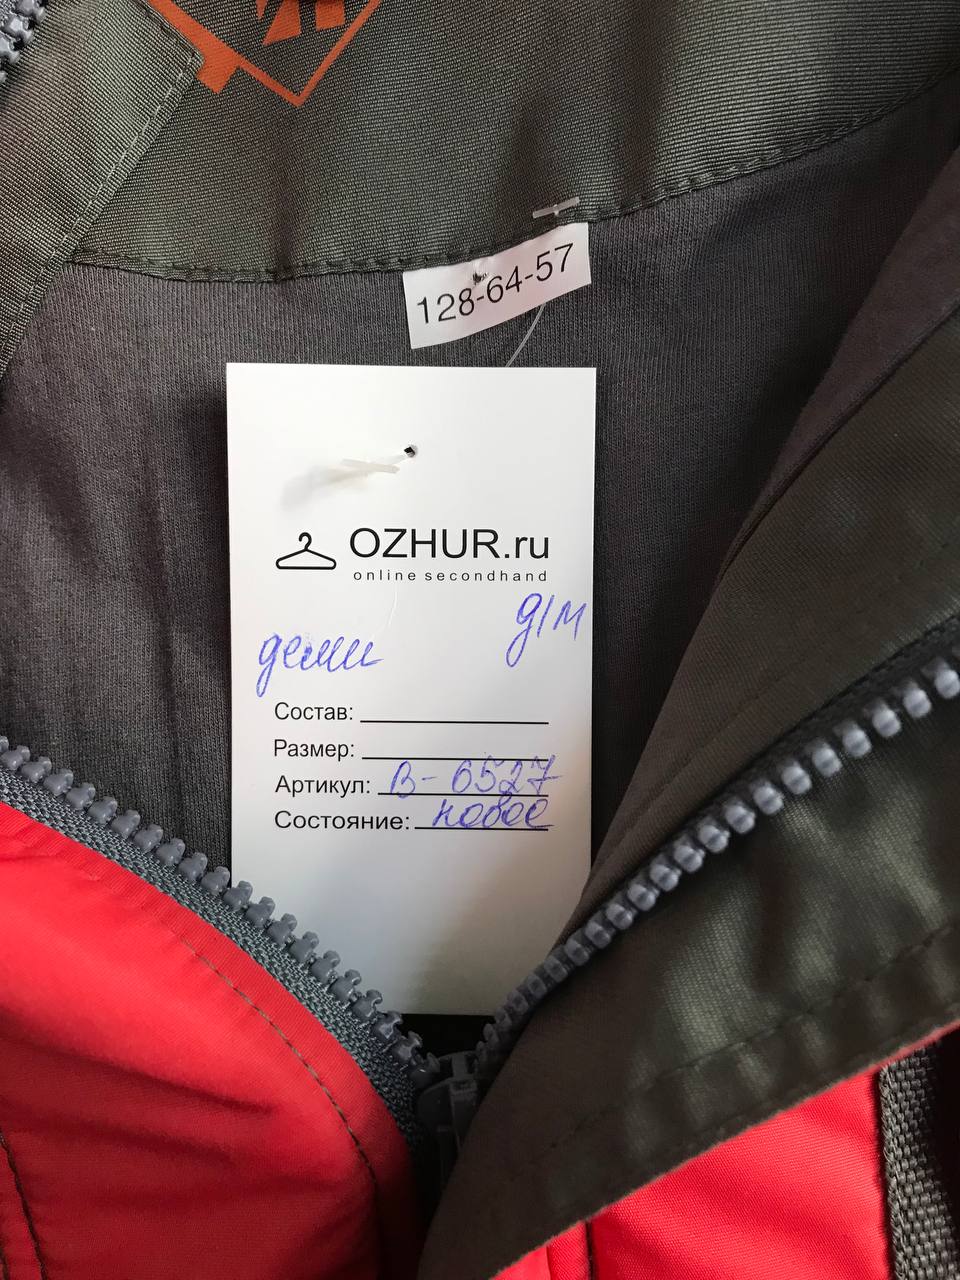 128-64-57
OZHUR.ru
online secondhand
д/м
деми
Состав:
Размер:
Артикул: В-6527
Состояние: новое